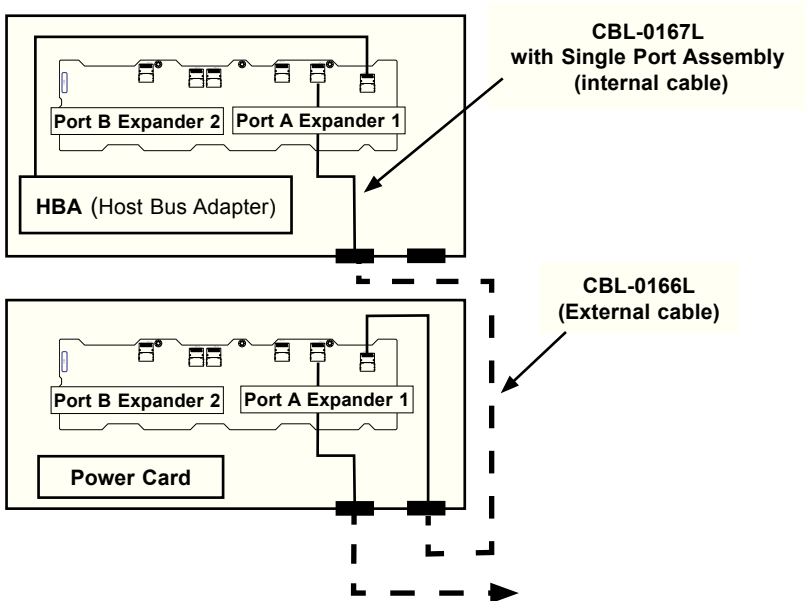 CBL-0167L
with Single Port Assembly
(internal cable)
Port B Expander 2
Port A Expander 1
HBA (Host Bus Adapter)
CBL-0166L
(External cable)
Port B Expander 2
Port A Expander 1
Power Card